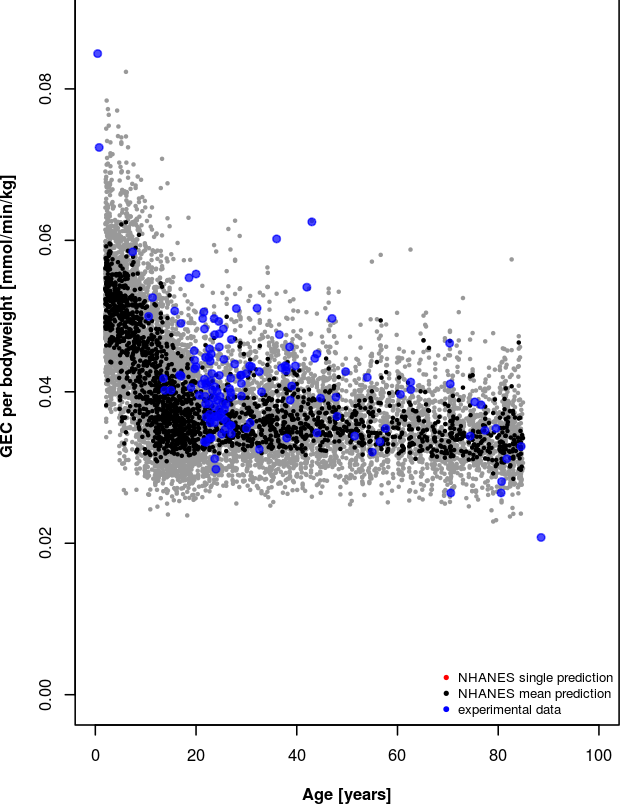 GEC per bodyweight [mmol/min/kg]
0.08
0.06
0.04
0.02
0.00
NHANES single prediction
NHANES mean prediction
experimental data
0 20 40 60 80 100
Age [years]